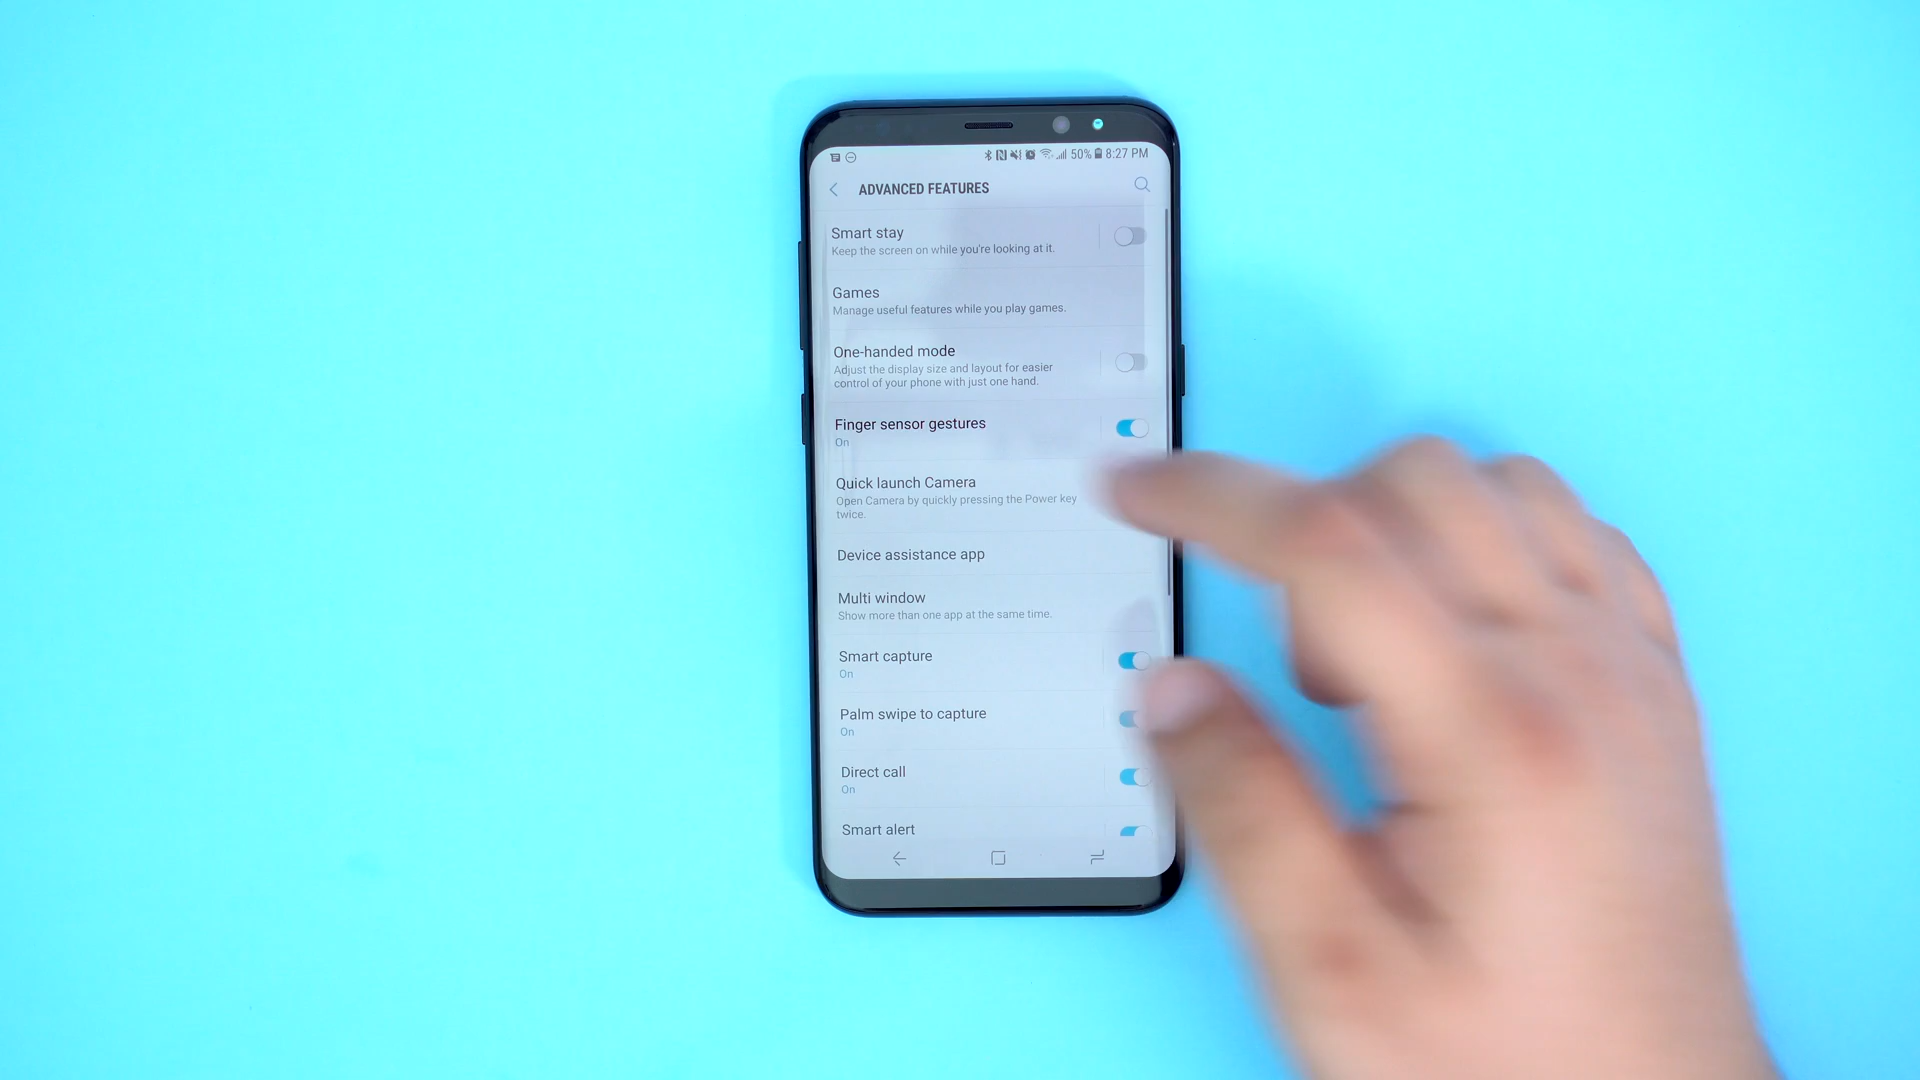 50% 8:27 PM
ADVANCED FEATURES
Smart stay
Keep the screen on while you're looking at it.
Games
Manage useful features while you play games.
One-handed mode
Adjust the display size and layout for easier
control of your phone with just one hand.
Finger sensor gestures
On
Quick launch Camera
Open Camera by quickly pressing the Power key
twice.
Device assistance app
Multi window
Show more than one app at the same time.
Smart capture
On
Palm swipe to capture
On
Direct call
On
Smart alert